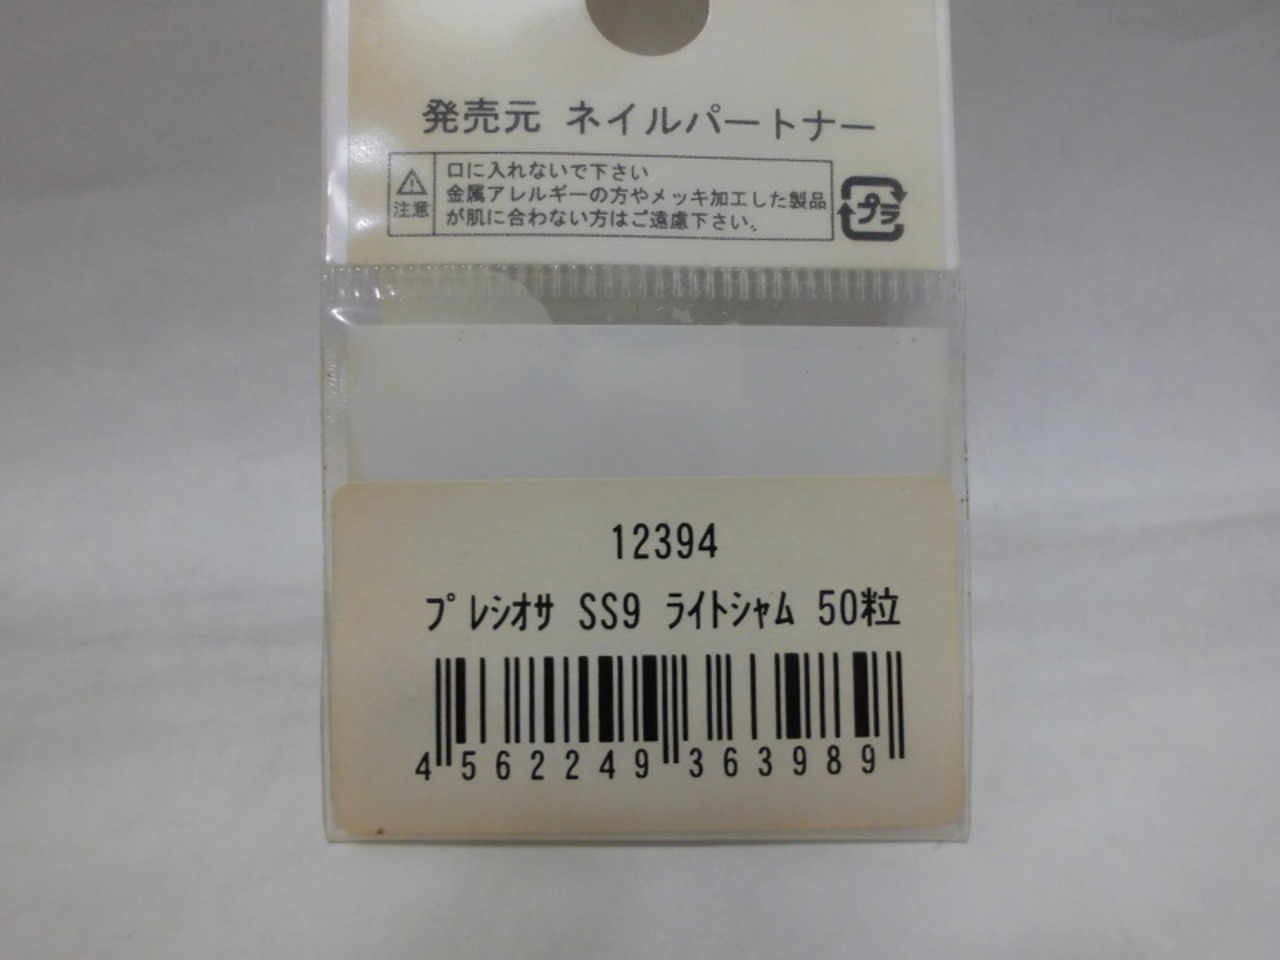 発売元 ネイルパートナー
注意
口に入れないで下さい
金属アレルギーの方やメッキ加工した製品
が肌に合わない方はご遠慮下さい。
プラ
12394
ﾌﾟﾚｼｵｻ SS9 ﾗｲﾄｼｬﾑ 50粒
4 562249 363989